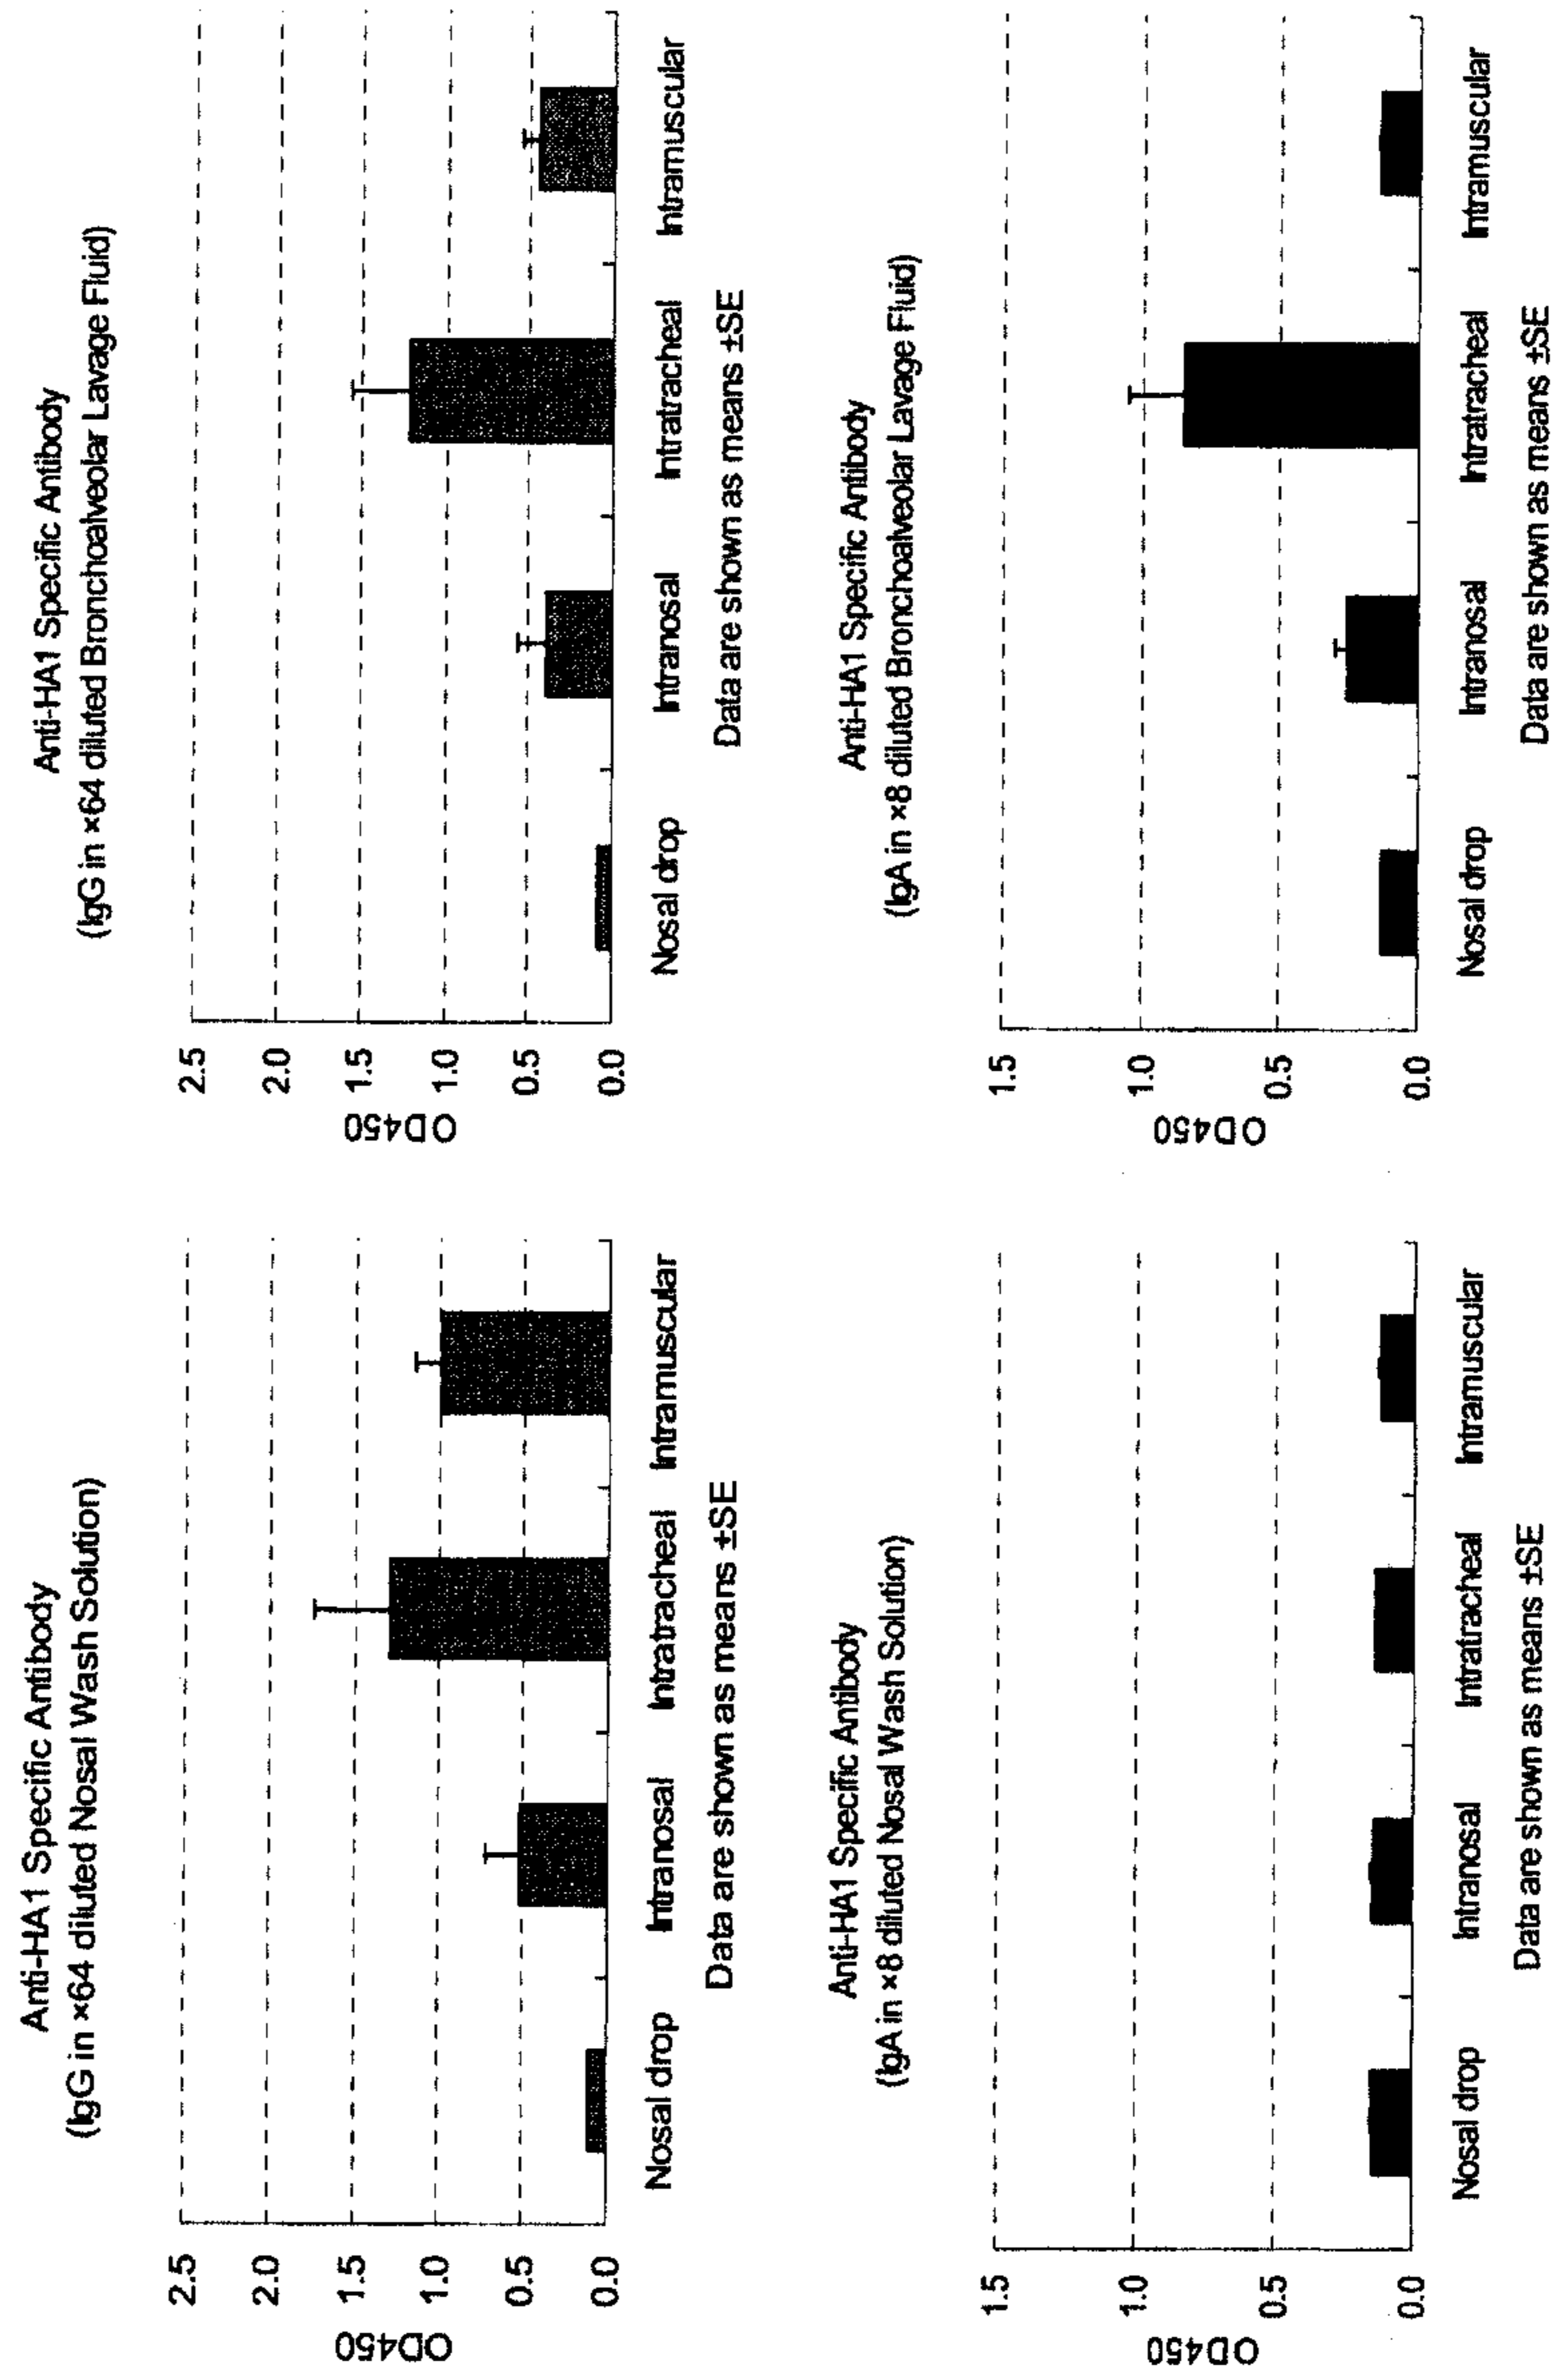 Anti-HA1 Specific Antibody
(IgG in ×64 diluted Nosal Wash Solution)
OD450
2.5
2.0
1.5
1.0
0.5
0.0
Nosal drop
Intranosal
Intratracheal
Intramuscular
Data are shown as means ±SE
Anti-HA1 Specific Antibody
(IgG in ×64 diluted Bronchoalveolar Lavage Fluid)
OD450
2.5
2.0
1.5
1.0
0.5
0.0
Nosal drop
Intranosal
Intratracheal
Intramuscular
Data are shown as means ±SE
Anti-HA1 Specific Antibody
(IgA in ×8 diluted Nosal Wash Solution)
OD450
1.5
1.0
0.5
0.0
Nosal drop
Intranosal
Intratracheal
Intramuscular
Data are shown as means ±SE
Anti-HA1 Specific Antibody
(IgA in ×8 diluted Bronchoalveolar Lavage Fluid)
OD450
1.5
1.0
0.5
0.0
Nosal drop
Intranosal
Intratracheal
Intramuscular
Data are shown as means ±SE